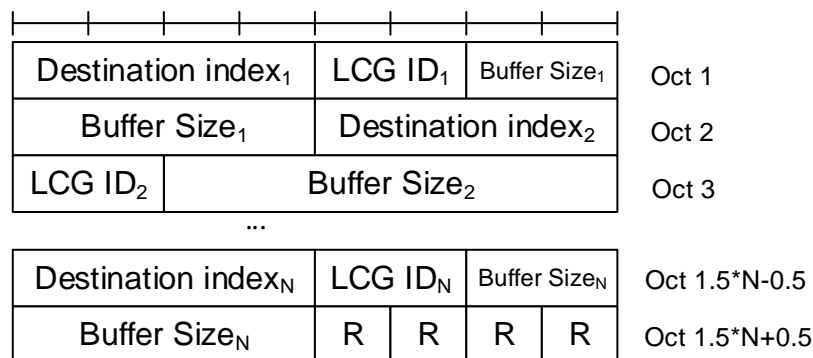 Destination index₁ LCG ID₁ Buffer Size₁ Oct 1
Buffer Size₁ Destination index₂ Oct 2
LCG ID₂ Buffer Size₂ Oct 3
...
Destination indexN LCG IDN Buffer SizeN Oct 1.5*N-0.5
Buffer SizeN R R R R Oct 1.5*N+0.5